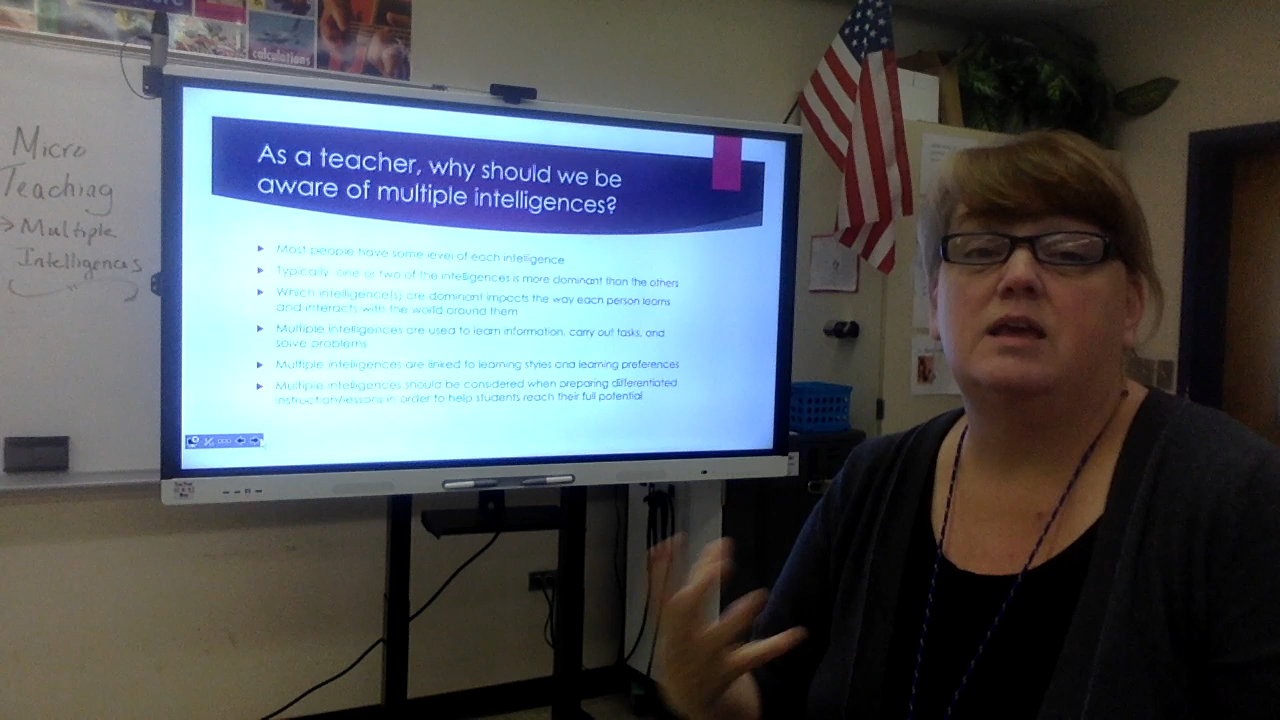 calculations
Micro
Teaching
→ Multiple
Intelligences
As a teacher, why should we be
aware of multiple intelligences?
Most people have some level of each intelligence
Typically, one or two of the intelligences is more dominant than the others
Which intelligence(s) are dominant impacts the way each person learns
and interacts with the world around them
Multiple intelligences are used to learn information, carry out tasks, and
solve problems
Multiple intelligences are linked to learning styles and learning preferences
Multiple intelligences should be considered when preparing differentiated
instruction/lessons in order to help students reach their full potential